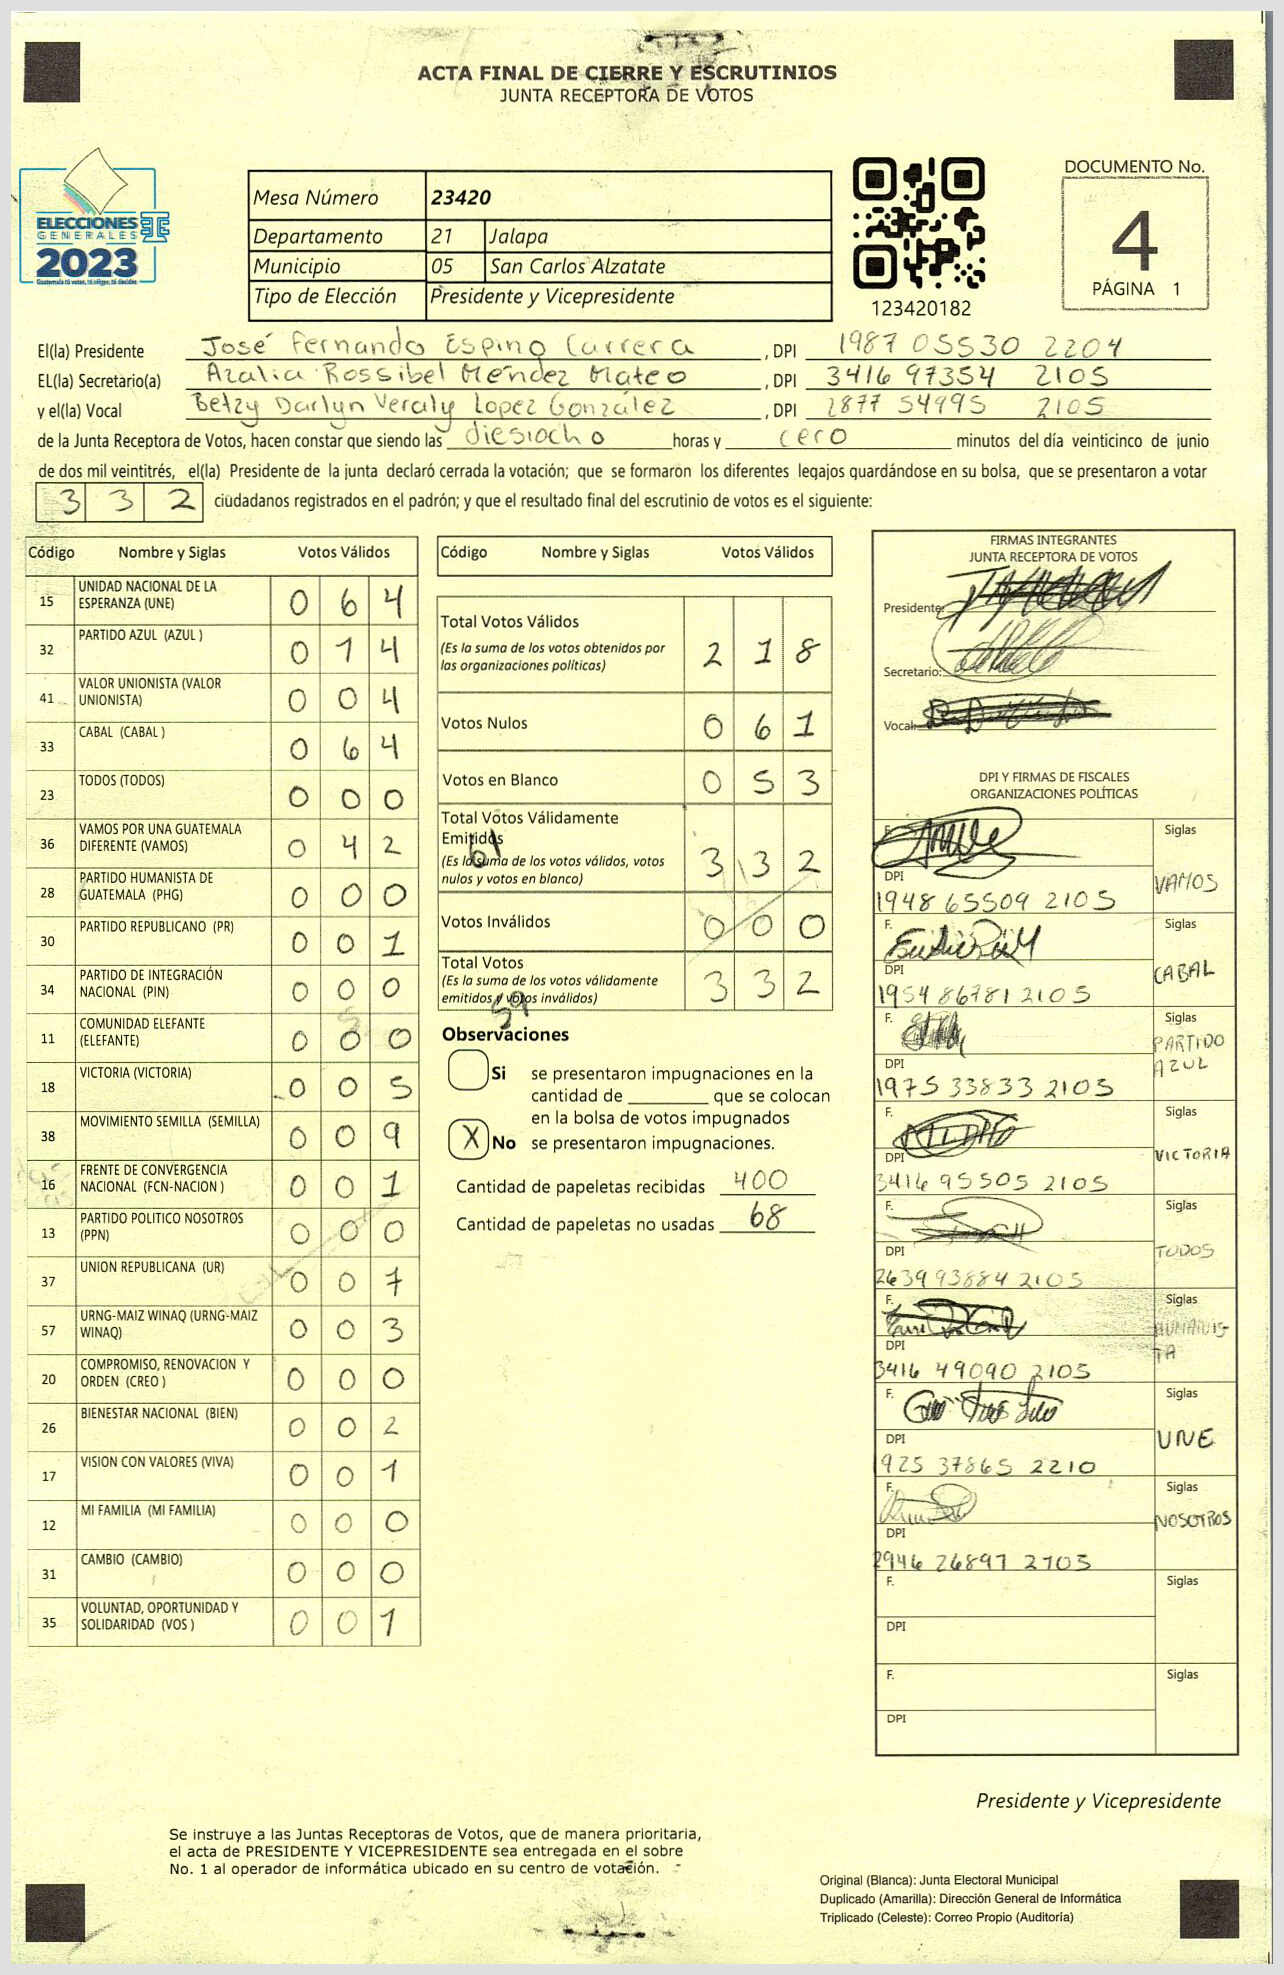 ACTA FINAL DE CIERRE Y ESCRUTINIOS
JUNTA RECEPTORA DE VOTOS
ELECCIONES
GENERALES
2023
Guatemala tú votas, tú eliges, tú decides
Mesa Número 23420
Departamento 21 Jalapa
Municipio 05 San Carlos Alzatate
Tipo de Elección Presidente y Vicepresidente
123420182
DOCUMENTO No.
4
PÁGINA 1
El(la) Presidente José Fernando Espino Carrera , DPI 1987 05530 2204
EL(la) Secretario(a) Azalia Rossibel Méndez Mateo , DPI 3416 97354 2105
y el(la) Vocal Betzy Darlyn Veraly Lopez González , DPI 2877 54995 2105
de la Junta Receptora de Votos, hacen constar que siendo las diesiocho horas y cero minutos del día veinticinco de junio
de dos mil veintitrés, el(la) Presidente de la junta declaró cerrada la votación; que se formaron los diferentes legajos guardándose en su bolsa, que se presentaron a votar
3 3 2 ciudadanos registrados en el padrón; y que el resultado final del escrutinio de votos es el siguiente:
Código Nombre y Siglas Votos Válidos
15 UNIDAD NACIONAL DE LA ESPERANZA (UNE) 0 6 4
32 PARTIDO AZUL (AZUL ) 0 1 4
41 VALOR UNIONISTA (VALOR UNIONISTA) 0 0 4
33 CABAL (CABAL ) 0 6 4
23 TODOS (TODOS) 0 0 0
36 VAMOS POR UNA GUATEMALA DIFERENTE (VAMOS) 0 4 2
28 PARTIDO HUMANISTA DE GUATEMALA (PHG) 0 0 0
30 PARTIDO REPUBLICANO (PR) 0 0 1
34 PARTIDO DE INTEGRACIÓN NACIONAL (PIN) 0 0 0
11 COMUNIDAD ELEFANTE (ELEFANTE) 0 0 0
18 VICTORIA (VICTORIA) 0 0 5
38 MOVIMIENTO SEMILLA (SEMILLA) 0 0 9
16 FRENTE DE CONVERGENCIA NACIONAL (FCN-NACION ) 0 0 1
13 PARTIDO POLITICO NOSOTROS (PPN) 0 0 0
37 UNION REPUBLICANA (UR) 0 0 7
57 URNG-MAIZ WINAQ (URNG-MAIZ WINAQ) 0 0 3
20 COMPROMISO, RENOVACION Y ORDEN (CREO ) 0 0 0
26 BIENESTAR NACIONAL (BIEN) 0 0 2
17 VISION CON VALORES (VIVA) 0 0 1
12 MI FAMILIA (MI FAMILIA) 0 0 0
31 CAMBIO (CAMBIO) 0 0 0
35 VOLUNTAD, OPORTUNIDAD Y SOLIDARIDAD (VOS ) 0 0 1
Código Nombre y Siglas Votos Válidos
Total Votos Válidos 2 1 8
(Es la suma de los votos obtenidos por
las organizaciones políticas)
Votos Nulos 0 6 1
Votos en Blanco 0 5 3
Total Votos Válidamente
Emitidos 61
(Es la suma de los votos válidos, votos
nulos y votos en blanco) 3 3 2
Votos Inválidos 0 0 0
Total Votos
(Es la suma de los votos válidamente
emitidos y votos inválidos) 3 3 2
59
Observaciones
Si se presentaron impugnaciones en la
cantidad de ________ que se colocan
en la bolsa de votos impugnados
X No se presentaron impugnaciones.
Cantidad de papeletas recibidas 400
Cantidad de papeletas no usadas 68
FIRMAS INTEGRANTES
JUNTA RECEPTORA DE VOTOS
Presidente:
Secretario:
Vocal:
DPI Y FIRMAS DE FISCALES
ORGANIZACIONES POLÍTICAS
F. Siglas
DPI VAMOS
1948 65509 2105
F. Siglas
DPI CABAL
1954 86781 2105
F. Siglas
DPI PARTIDO AZUL
1975 33833 2105
F. Siglas
DPI VICTORIA
3416 95505 2105
F. Siglas
DPI TODOS
2639 93884 2105
F. Siglas
DPI HUMANIS-TA
3416 49090 2105
F. Siglas
DPI UNE
1925 37865 2210
F. Siglas
DPI NOSOTROS
2946 26897 2105
F. Siglas
DPI
F. Siglas
DPI
Presidente y Vicepresidente
Se instruye a las Juntas Receptoras de Votos, que de manera prioritaria,
el acta de PRESIDENTE Y VICEPRESIDENTE sea entregada en el sobre
No. 1 al operador de informática ubicado en su centro de votación.
Original (Blanca): Junta Electoral Municipal
Duplicado (Amarilla): Dirección General de Informática
Triplicado (Celeste): Correo Propio (Auditoría)